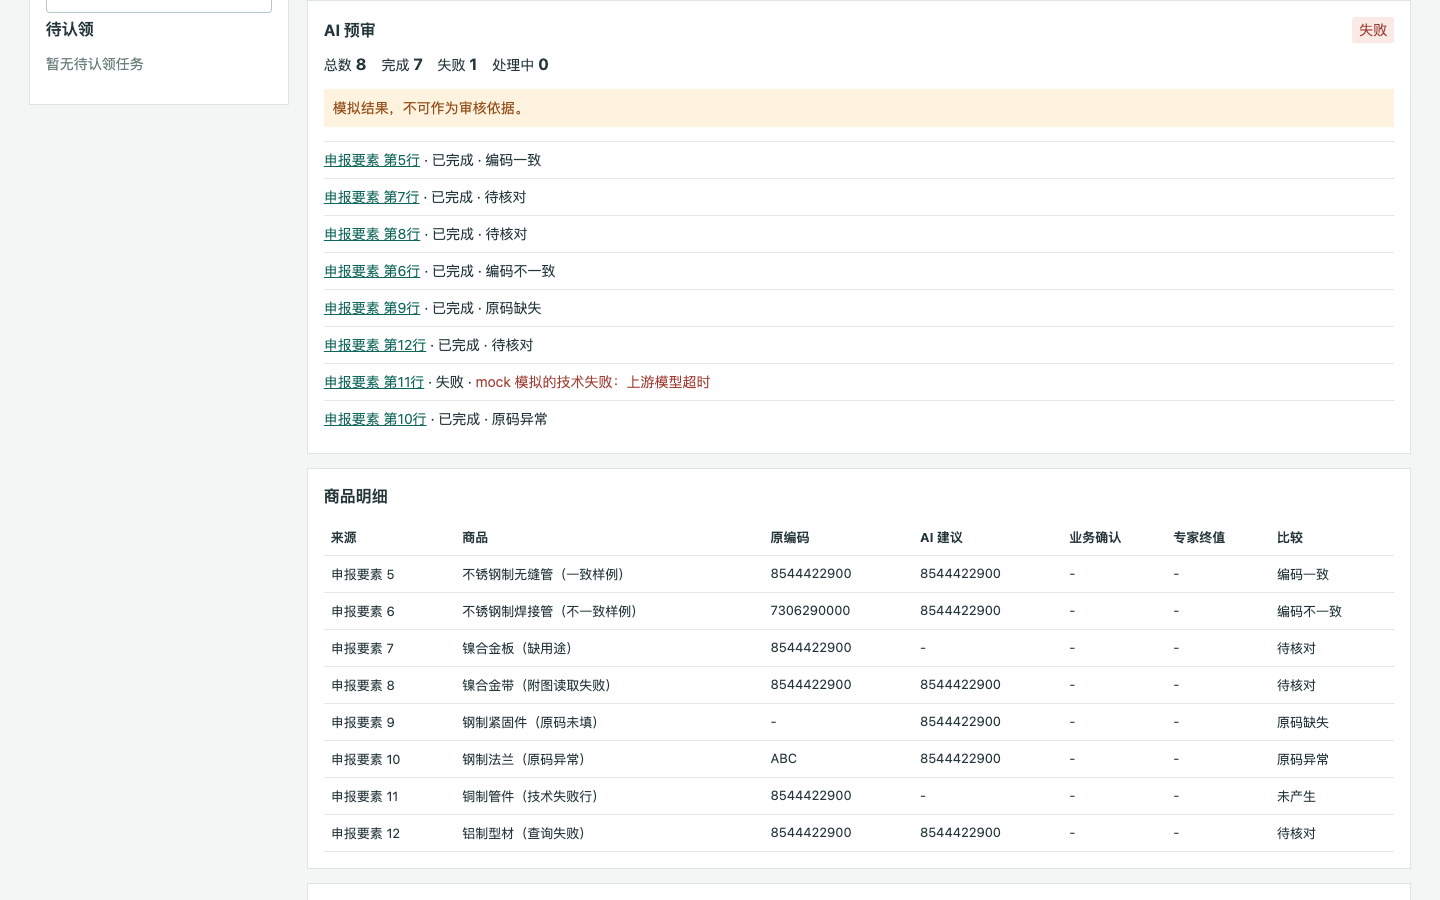 待认领
暂无待认领任务
AI 预审
失败
总数 8 完成 7 失败 1 处理中 0
模拟结果，不可作为审核依据。
申报要素 第5行 · 已完成 · 编码一致
申报要素 第7行 · 已完成 · 待核对
申报要素 第8行 · 已完成 · 待核对
申报要素 第6行 · 已完成 · 编码不一致
申报要素 第9行 · 已完成 · 原码缺失
申报要素 第12行 · 已完成 · 待核对
申报要素 第11行 · 失败 · mock 模拟的技术失败：上游模型超时
申报要素 第10行 · 已完成 · 原码异常
商品明细
来源 商品 原编码 AI 建议 业务确认 专家终值 比较
申报要素 5 不锈钢制无缝管（一致样例） 8544422900 8544422900 - - 编码一致
申报要素 6 不锈钢制焊接管（不一致样例） 7306290000 8544422900 - - 编码不一致
申报要素 7 镍合金板（缺用途） 8544422900 - - - 待核对
申报要素 8 镍合金带（附图读取失败） 8544422900 8544422900 - - 待核对
申报要素 9 钢制紧固件（原码未填） - 8544422900 - - 原码缺失
申报要素 10 钢制法兰（原码异常） ABC 8544422900 - - 原码异常
申报要素 11 铜制管件（技术失败行） 8544422900 - - - 未产生
申报要素 12 铝制型材（查询失败） 8544422900 8544422900 - - 待核对